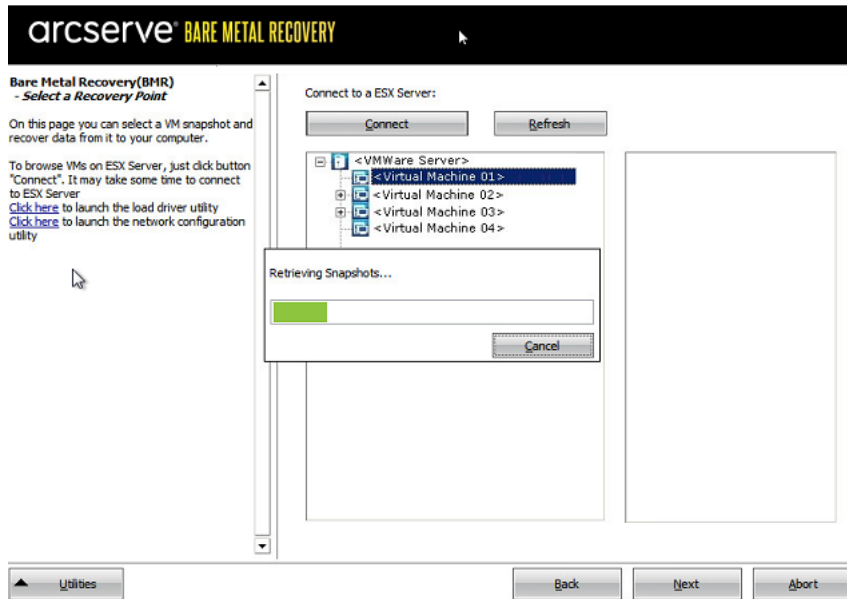 arcserve® BARE METAL RECOVERY
Bare Metal Recovery(BMR)
- Select a Recovery Point
On this page you can select a VM snapshot and
recover data from it to your computer.
To browse VMs on ESX Server, just click button
"Connect". It may take some time to connect
to ESX Server
Click here to launch the load driver utility
Click here to launch the network configuration
utility
Connect to a ESX Server:
Connect
Refresh
<VMWare Server>
<Virtual Machine 01>
<Virtual Machine 02>
<Virtual Machine 03>
<Virtual Machine 04>
Retrieving Snapshots...
Cancel
Utilities
Back
Next
Abort